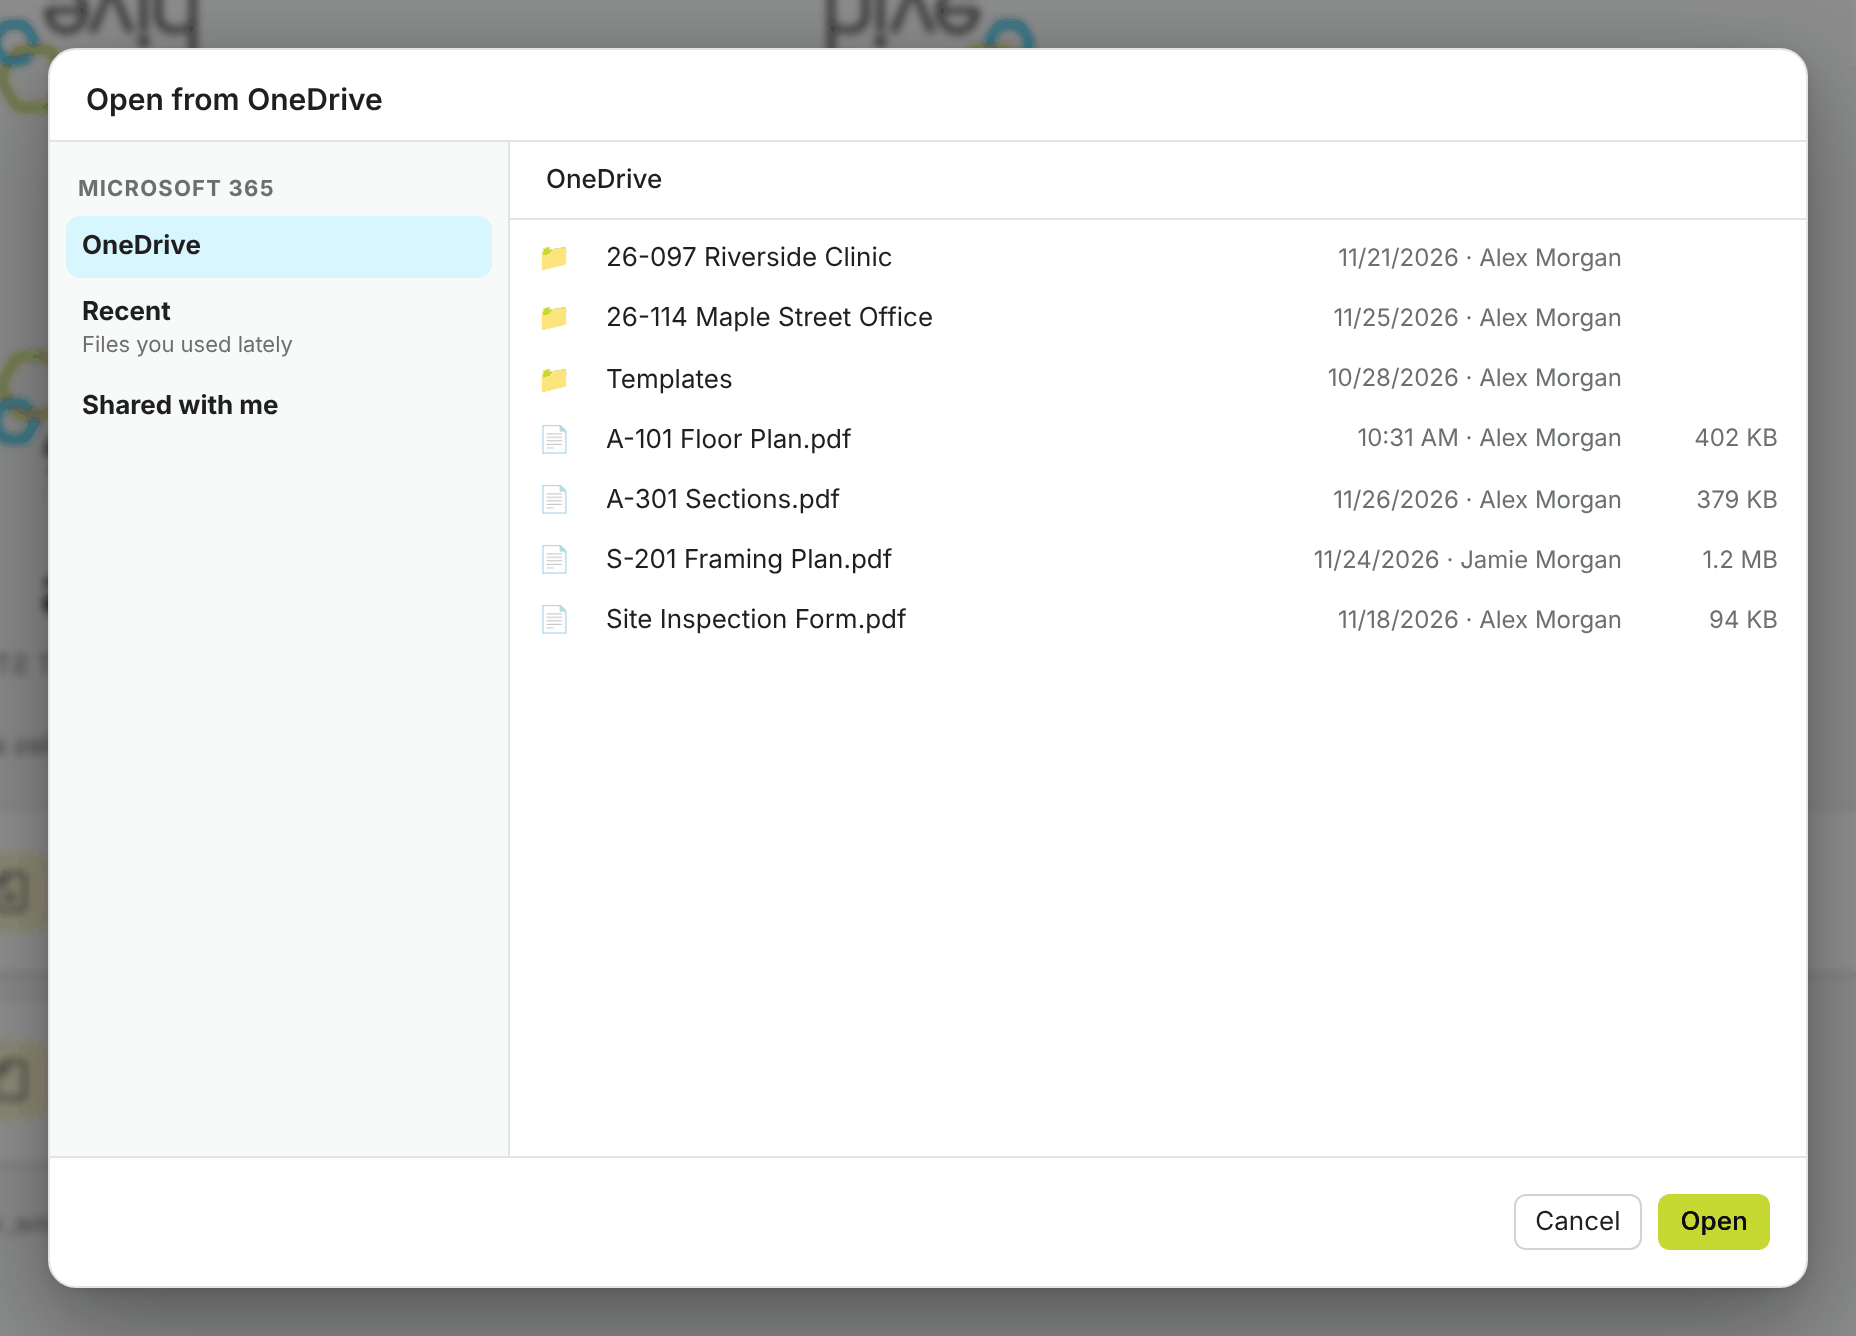 Open from OneDrive
MICROSOFT 365
OneDrive
Recent
Files you used lately
Shared with me
OneDrive
26-097 Riverside Clinic 11/21/2026 · Alex Morgan
26-114 Maple Street Office 11/25/2026 · Alex Morgan
Templates 10/28/2026 · Alex Morgan
A-101 Floor Plan.pdf 10:31 AM · Alex Morgan 402 KB
A-301 Sections.pdf 11/26/2026 · Alex Morgan 379 KB
S-201 Framing Plan.pdf 11/24/2026 · Jamie Morgan 1.2 MB
Site Inspection Form.pdf 11/18/2026 · Alex Morgan 94 KB
Cancel
Open